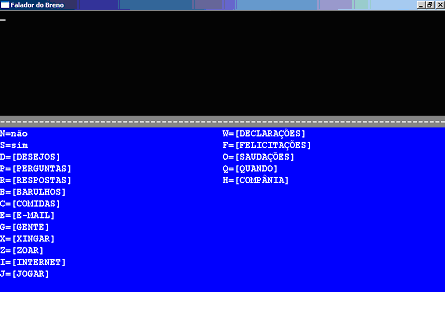 Falador do Breno
N=não
S=sim
D=[DESEJOS]
P=[PERGUNTAS]
R=[RESPOSTAS]
B=[BARULHOS]
C=[COMIDAS]
E=[E-MAIL]
G=[GENTE]
X=[XINGAR]
Z=[ZOAR]
I=[INTERNET]
J=[JOGAR]
W=[DECLARAÇÕES]
F=[FELICITAÇÕES]
O=[SAUDAÇÕES]
Q=[QUANDO]
H=[COMPÂNIA]